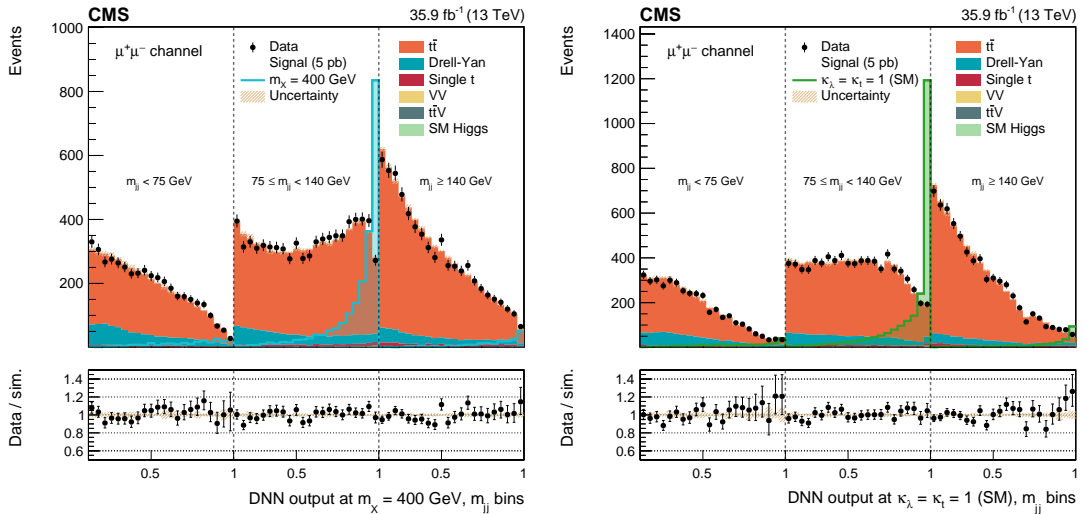 CMS 35.9 fb⁻¹ (13 TeV)
Events
1000
800
600
400
200
0
μ⁺μ⁻ channel
Data
Signal (5 pb)
m_X = 400 GeV
Uncertainty
tt̄
Drell-Yan
Single t
VV
tt̄V
SM Higgs
m_jj < 75 GeV
75 ≤ m_jj < 140 GeV
m_jj ≥ 140 GeV
Data / sim.
1.4
1.2
1.0
0.8
0.6
0.5 1 0.5 1 0.5 1
DNN output at m_X = 400 GeV, m_jj bins
CMS 35.9 fb⁻¹ (13 TeV)
Events
1400
1200
1000
800
600
400
200
0
μ⁺μ⁻ channel
Data
Signal (5 pb)
κ_λ = κ_t = 1 (SM)
Uncertainty
tt̄
Drell-Yan
Single t
VV
tt̄V
SM Higgs
m_jj < 75 GeV
75 ≤ m_jj < 140 GeV
m_jj ≥ 140 GeV
Data / sim.
1.4
1.2
1.0
0.8
0.6
0.5 1 0.5 1 0.5 1
DNN output at κ_λ = κ_t = 1 (SM), m_jj bins